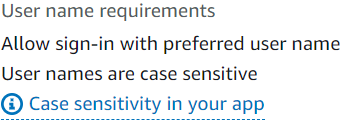 User name requirements
Allow sign-in with preferred user name
User names are case sensitive
Case sensitivity in your app